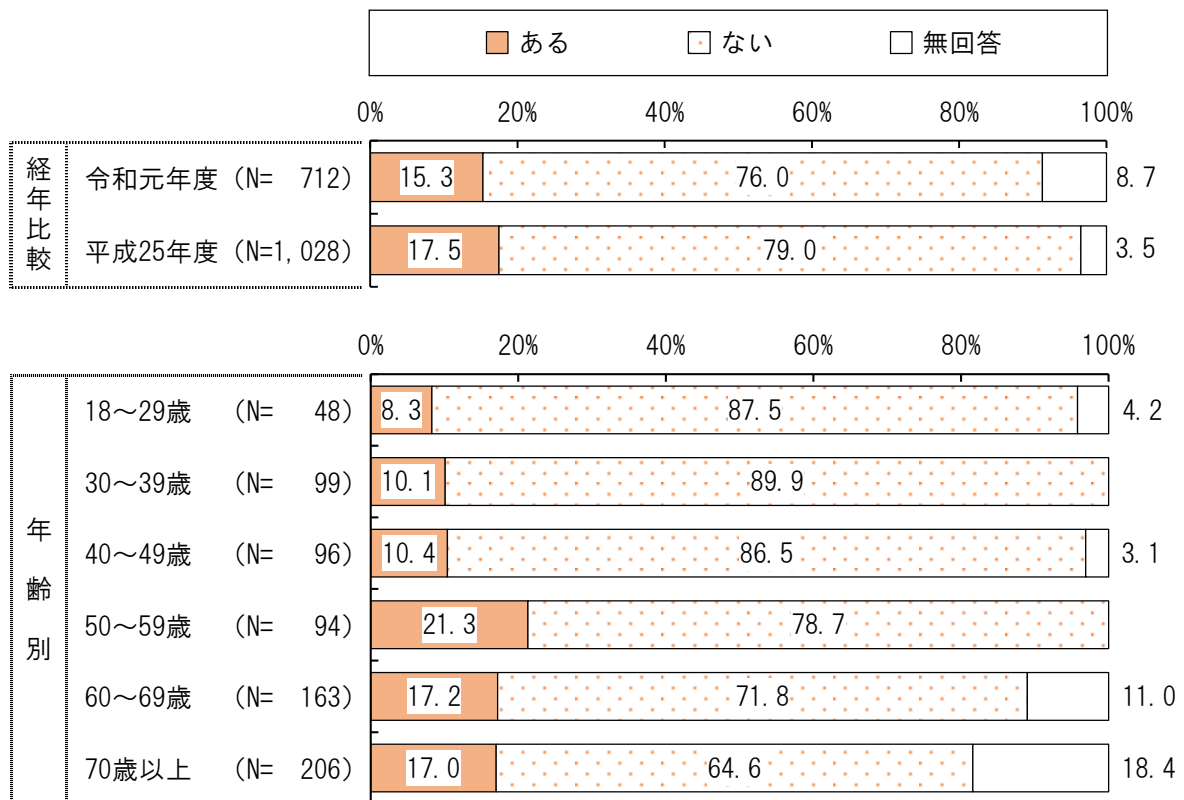 ある ない 無回答
0% 20% 40% 60% 80% 100%
経年比較
令和元年度 (N= 712) 15.3 76.0 8.7
平成25年度 (N=1,028) 17.5 79.0 3.5
0% 20% 40% 60% 80% 100%
年齢別
18～29歳 (N= 48) 8.3 87.5 4.2
30～39歳 (N= 99) 10.1 89.9
40～49歳 (N= 96) 10.4 86.5 3.1
50～59歳 (N= 94) 21.3 78.7
60～69歳 (N= 163) 17.2 71.8 11.0
70歳以上 (N= 206) 17.0 64.6 18.4